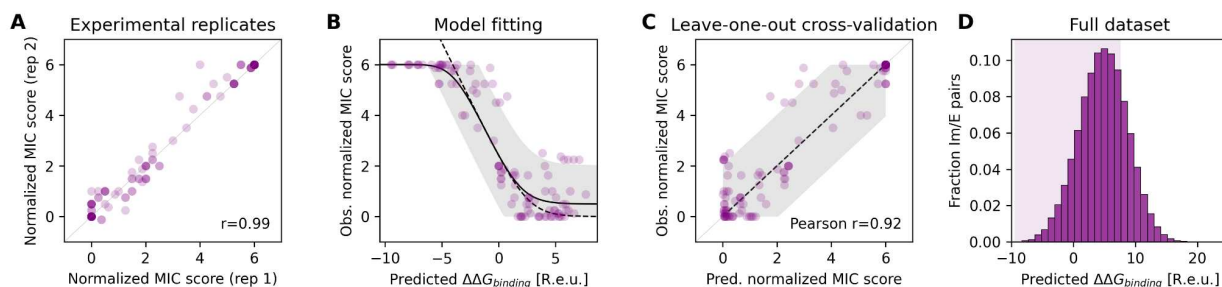 A Experimental replicates
Normalized MIC score (rep 2)
6
4
2
0
r=0.99
0 2 4 6
Normalized MIC score (rep 1)
B Model fitting
Obs. normalized MIC score
6
4
2
0
−10 −5 0 5
Predicted ΔΔG_binding [R.e.u.]
C Leave-one-out cross-validation
Obs. normalized MIC score
6
4
2
0
Pearson r=0.92
0 2 4 6
Pred. normalized MIC score
D Full dataset
Fraction Im/E pairs
0.10
0.08
0.06
0.04
0.02
0.00
−10 0 10 20
Predicted ΔΔG_binding [R.e.u.]